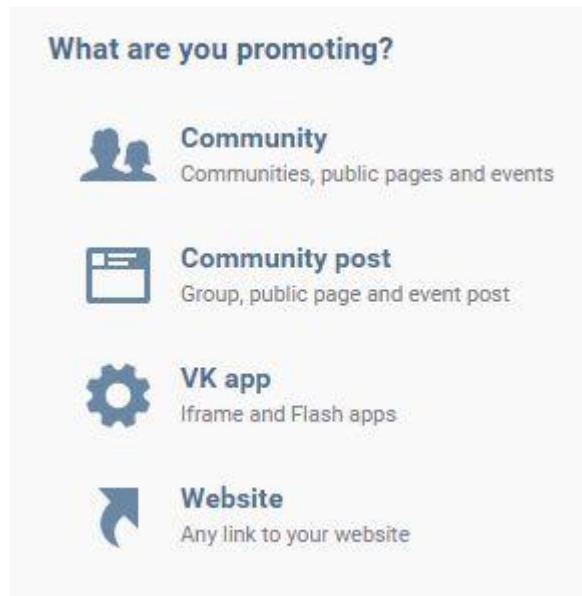 What are you promoting?
Community
Communities, public pages and events
Community post
Group, public page and event post
VK app
Iframe and Flash apps
Website
Any link to your website